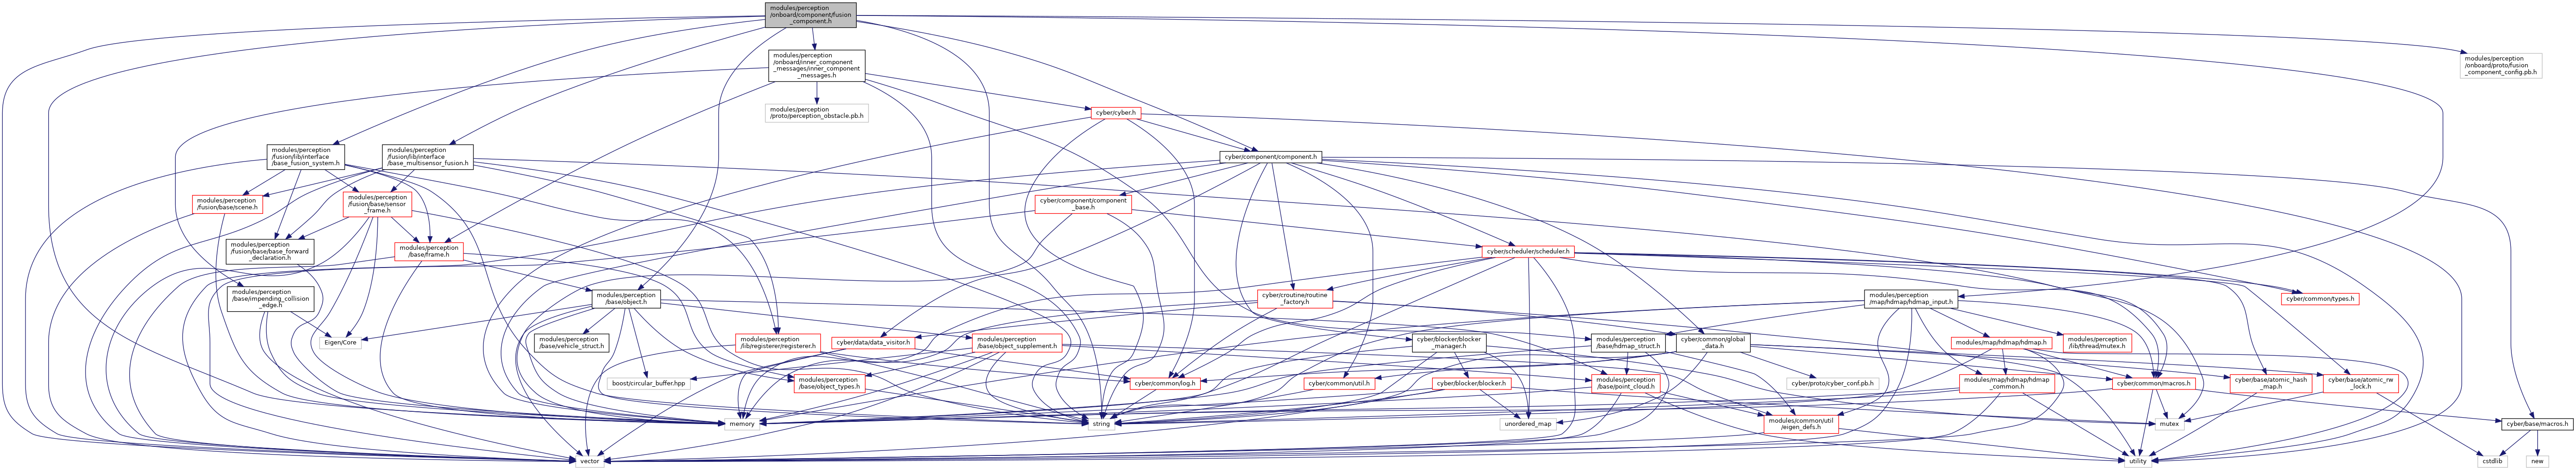 modules/perception
/onboard/component/fusion
_component.h
modules/perception
/onboard/inner_component
_messages/inner_component
_messages.h
modules/perception
/onboard/proto/fusion
_component_config.pb.h
modules/perception
/proto/perception_obstacle.pb.h
cyber/cyber.h
modules/perception
/fusion/lib/interface
/base_fusion_system.h
modules/perception
/fusion/lib/interface
/base_multisensor_fusion.h
cyber/component/component.h
modules/perception
/fusion/base/scene.h
modules/perception
/fusion/base/sensor
_frame.h
cyber/component/component
_base.h
modules/perception
/fusion/base/base_forward
_declaration.h
modules/perception
/base/frame.h
cyber/scheduler/scheduler.h
modules/perception
/base/impending_collision
_edge.h
modules/perception
/base/object.h
cyber/croutine/routine
_factory.h
modules/perception
/map/hdmap/hdmap_input.h
cyber/common/types.h
Eigen/Core
modules/perception
/base/vehicle_struct.h
modules/perception
/lib/registerer/registerer.h
cyber/data/data_visitor.h
modules/perception
/base/object_supplement.h
cyber/blocker/blocker
_manager.h
modules/perception
/base/hdmap_struct.h
cyber/common/global
_data.h
modules/map/hdmap/hdmap.h
modules/perception
/lib/thread/mutex.h
boost/circular_buffer.hpp
modules/perception
/base/object_types.h
cyber/common/log.h
cyber/common/util.h
cyber/blocker/blocker.h
modules/perception
/base/point_cloud.h
cyber/proto/cyber_conf.pb.h
modules/map/hdmap/hdmap
_common.h
cyber/common/macros.h
cyber/base/atomic_hash
_map.h
cyber/base/atomic_rw
_lock.h
memory
string
unordered_map
modules/common/util
/eigen_defs.h
mutex
cyber/base/macros.h
vector
utility
cstdlib
new